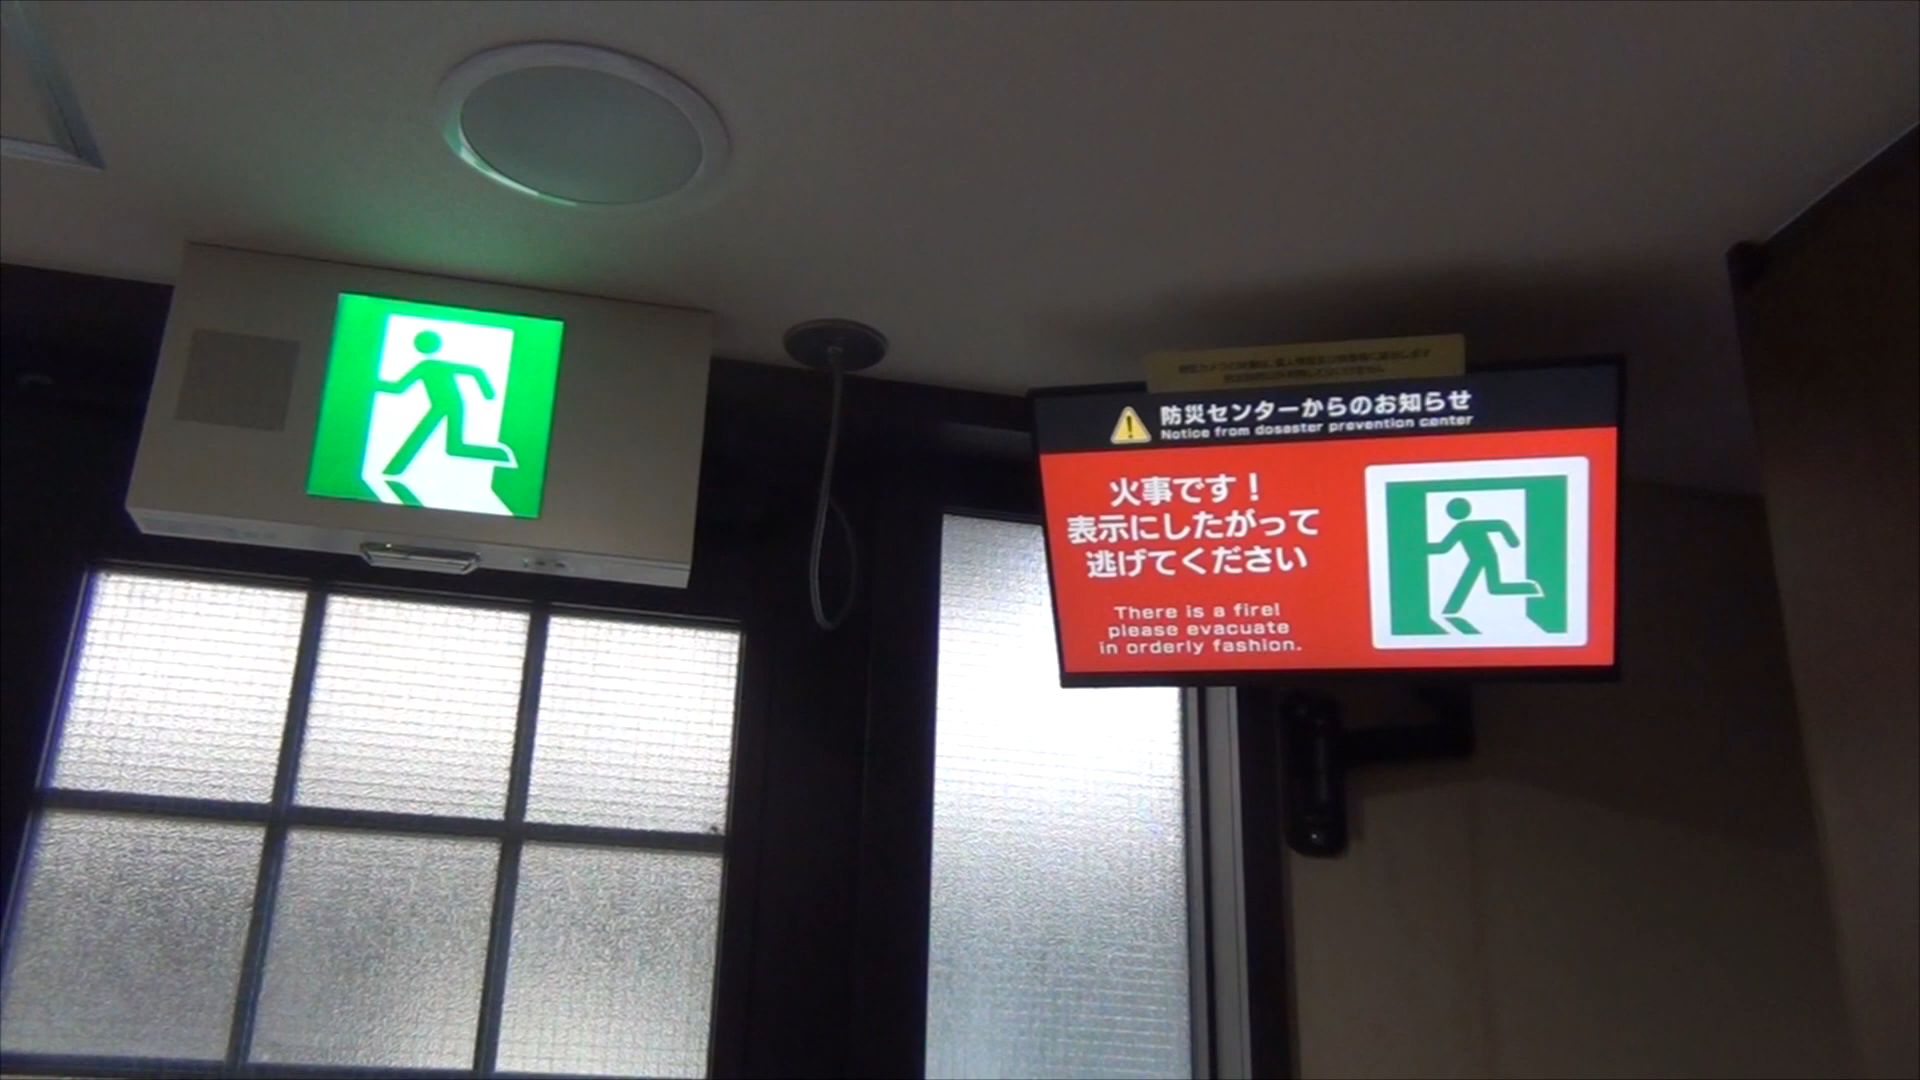 防災センターからのお知らせ
Notice from dosaster prevention center
火事です！
表示にしたがって
逃げてください
There is a fire!
please evacuate
in orderly fashion.